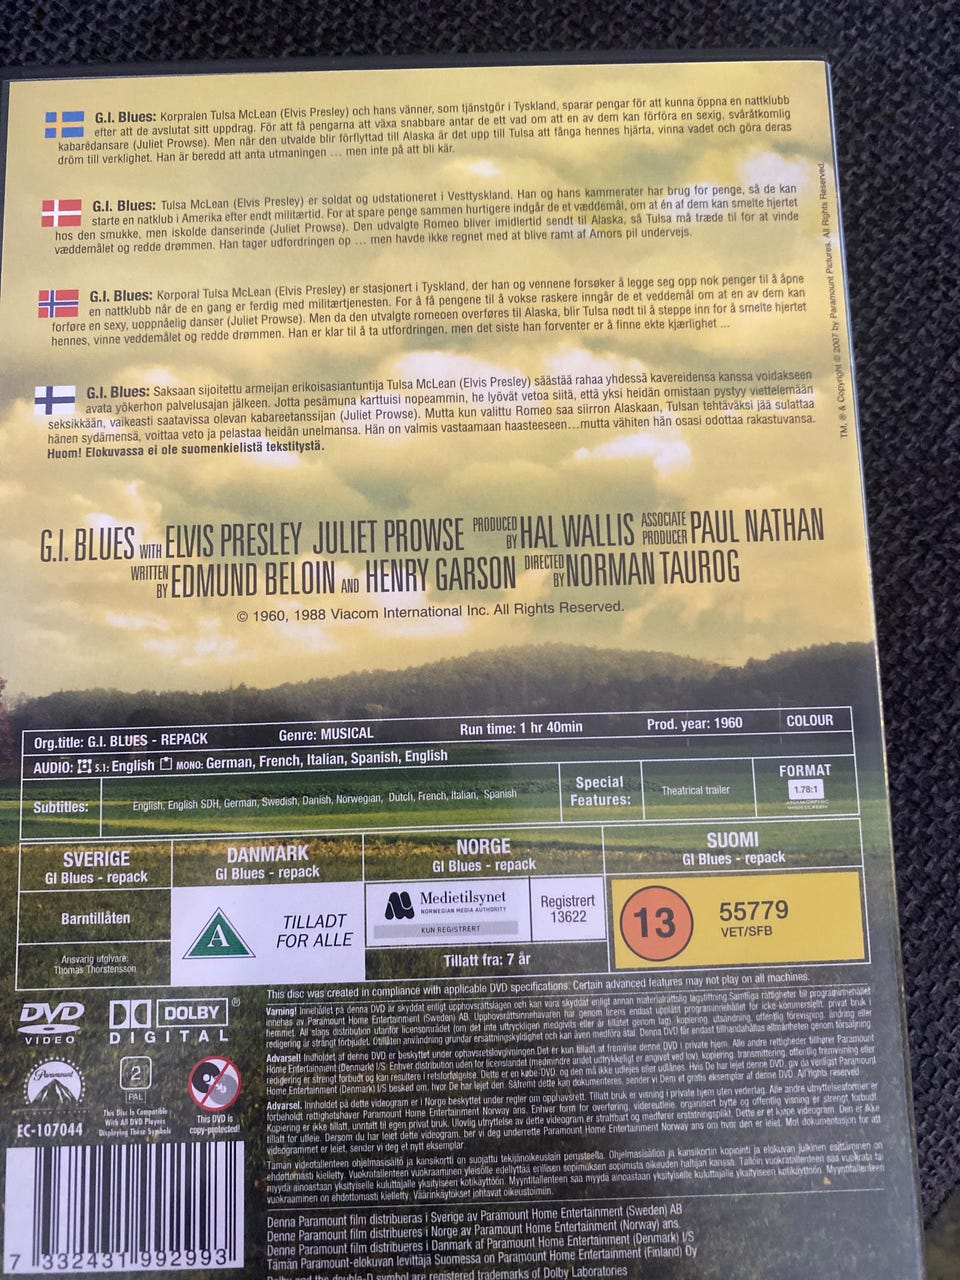 G.I. Blues: Korpralen Tulsa McLean (Elvis Presley) och hans vänner, som tjänstgör i Tyskland, sparar pengar för att kunna öppna en nattklubb
efter att de avslutat sitt uppdrag. För att få pengarna att växa snabbare antar de ett vad om att en av dem kan förföra en sexig, svåråtkomlig
kabarédansare (Juliet Prowse). Men när den utvalde blir förflyttad till Alaska är det upp till Tulsa att fånga hennes hjärta, vinna vadet och göra deras
dröm till verklighet. Han är beredd att anta utmaningen ... men inte på att bli kär.
G.I. Blues: Tulsa McLean (Elvis Presley) er soldat og udstationeret i Vesttyskland. Han og hans kammerater har brug for penge, så de kan
starte en natklub i Amerika efter endt militærtid. For at spare penge sammen hurtigere indgår de et væddemål, om at én af dem kan smelte hjertet
hos den smukke, men iskolde danserinde (Juliet Prowse). Den udvalgte Romeo bliver imidlertid sendt til Alaska, så Tulsa må træde til for at vinde
væddemålet og redde drømmen. Han tager udfordringen op ... men havde ikke regnet med at blive ramt af Amors pil undervejs.
G.I. Blues: Korporal Tulsa McLean (Elvis Presley) er stasjonert i Tyskland, der han og vennene forsøker å legge seg opp nok penger til å åpne
en nattklubb når de en gang er ferdig med militærtjenesten. For å få pengene til å vokse raskere inngår de et veddemål om at en av dem kan
forføre en sexy, uoppnåelig danser (Juliet Prowse). Men da den utvalgte romeoen overføres til Alaska, blir Tulsa nødt til å steppe inn for å smelte hjertet
hennes, vinne veddemålet og redde drømmen. Han er klar til å ta utfordringen, men det siste han forventer er å finne ekte kjærlighet ...
G.I. Blues: Saksaan sijoitettu armeijan erikoisasiantuntija Tulsa McLean (Elvis Presley) säästää rahaa yhdessä kavereidensa kanssa voidakseen
avata yökerhon palvelusajan jälkeen. Jotta pesämuna karttuisi nopeammin, he lyövät vetoa siitä, että yksi heidän omistaan pystyy viettelemään
seksikkään, vaikeasti saatavissa olevan kabareetanssijan (Juliet Prowse). Mutta kun valittu Romeo saa siirron Alaskaan, Tulsan tehtäväksi jää sulattaa
hänen sydämensä, voittaa veto ja pelastaa heidän unelmansa. Hän on valmis vastaamaan haasteeseen...mutta vähiten hän osasi odottaa rakastuvansa.
Huom! Elokuvassa ei ole suomenkielistä tekstitystä.
TM, ® & Copyright © 2007 by Paramount Pictures. All Rights Reserved.
G.I. BLUES WITH ELVIS PRESLEY JULIET PROWSE PRODUCED BY HAL WALLIS ASSOCIATE PRODUCER PAUL NATHAN
WRITTEN BY EDMUND BELOIN AND HENRY GARSON DIRECTED BY NORMAN TAUROG
© 1960, 1988 Viacom International Inc. All Rights Reserved.
Org.title: G.I. BLUES - REPACK Genre: MUSICAL Run time: 1 hr 40min Prod. year: 1960 COLOUR
AUDIO: 5.1: English MONO: German, French, Italian, Spanish, English
Subtitles: English, English SDH, German, Swedish, Danish, Norwegian, Dutch, French, Italian, Spanish
Special Features: Theatrical trailer
FORMAT
1.78:1
ANAMORPHIC
WIDESCREEN
SVERIGE
GI Blues - repack
Barntillåten
Ansvarig utgivare:
Thomas Thorstensson
DANMARK
GI Blues - repack
A
TILLADT
FOR ALLE
NORGE
GI Blues - repack
Medietilsynet
NORWEGIAN MEDIA AUTHORITY
KUN REGISTRERT
Registrert
13622
Tillatt fra: 7 år
SUOMI
GI Blues - repack
13
55779
VET/SFB
DVD
VIDEO
DOLBY
DIGITAL
®
Paramount
2
PAL
EC-107044
This Disc Is Compatible
With All DVD Players
Displaying These Symbols
This DVD is
copy-protected!
7 332431 992993
This disc was created in compliance with applicable DVD specifications. Certain advanced features may not play on all machines.
Denna Paramount film distribueras i Sverige av Paramount Home Entertainment (Sweden) AB
Denne Paramount film distribueres i Norge av Paramount Home Entertainment (Norway) ans.
Denne Paramount film distribueres i Danmark af Paramount Home Entertainment (Denmark) I/S
Tämän Paramount-elokuvan levittäjä Suomessa on Paramount Home Entertainment (Finland) Oy
Dolby and the double-D symbol are registered trademarks of Dolby Laboratories